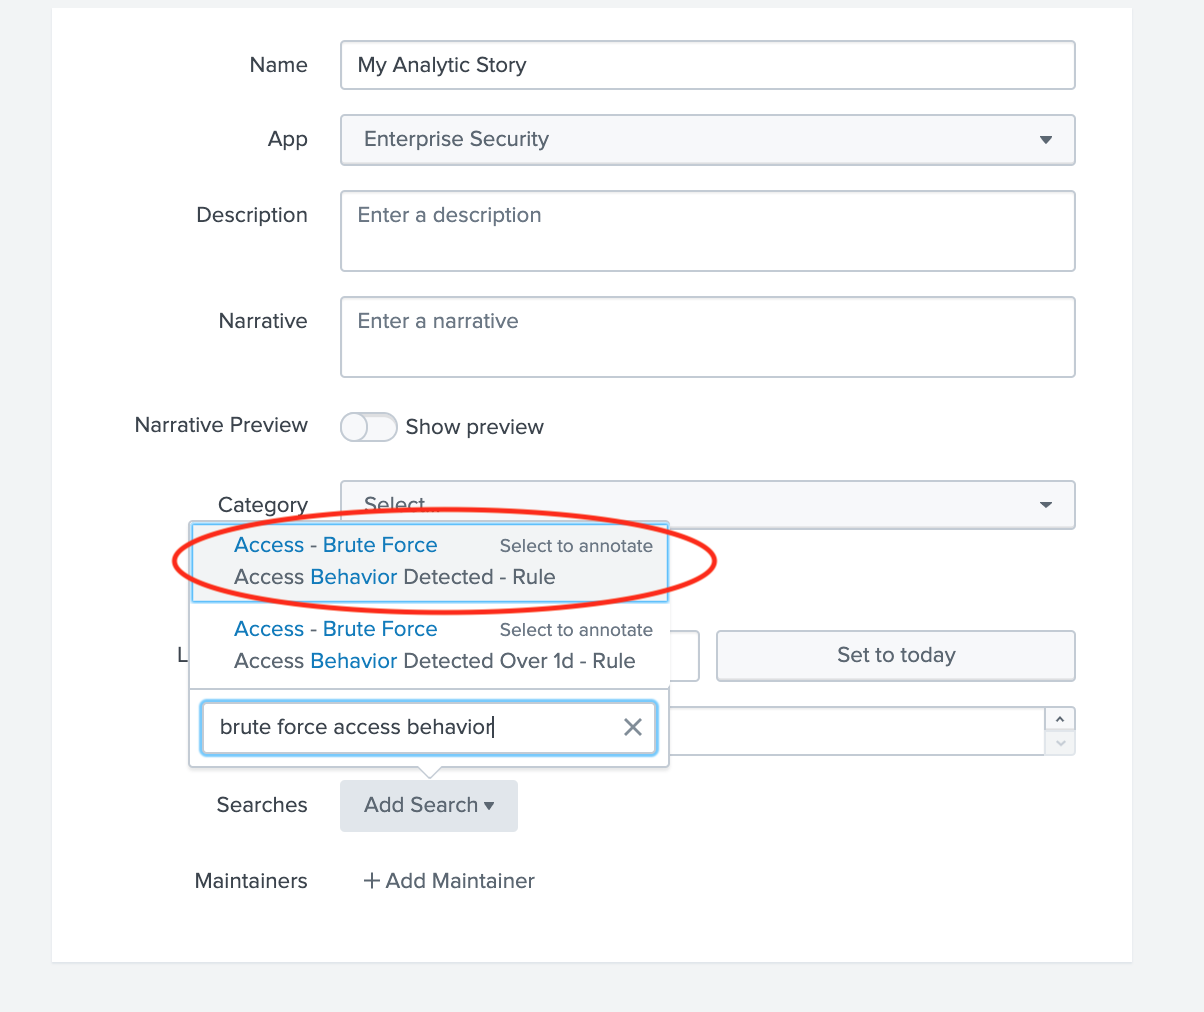 Name My Analytic Story
App Enterprise Security
Description Enter a description
Narrative Enter a narrative
Narrative Preview Show preview
Category Select...
Access - Brute Force Select to annotate
Access Behavior Detected - Rule
Access - Brute Force Select to annotate
Access Behavior Detected Over 1d - Rule
L Set to today
brute force access behavior
Searches Add Search
Maintainers + Add Maintainer